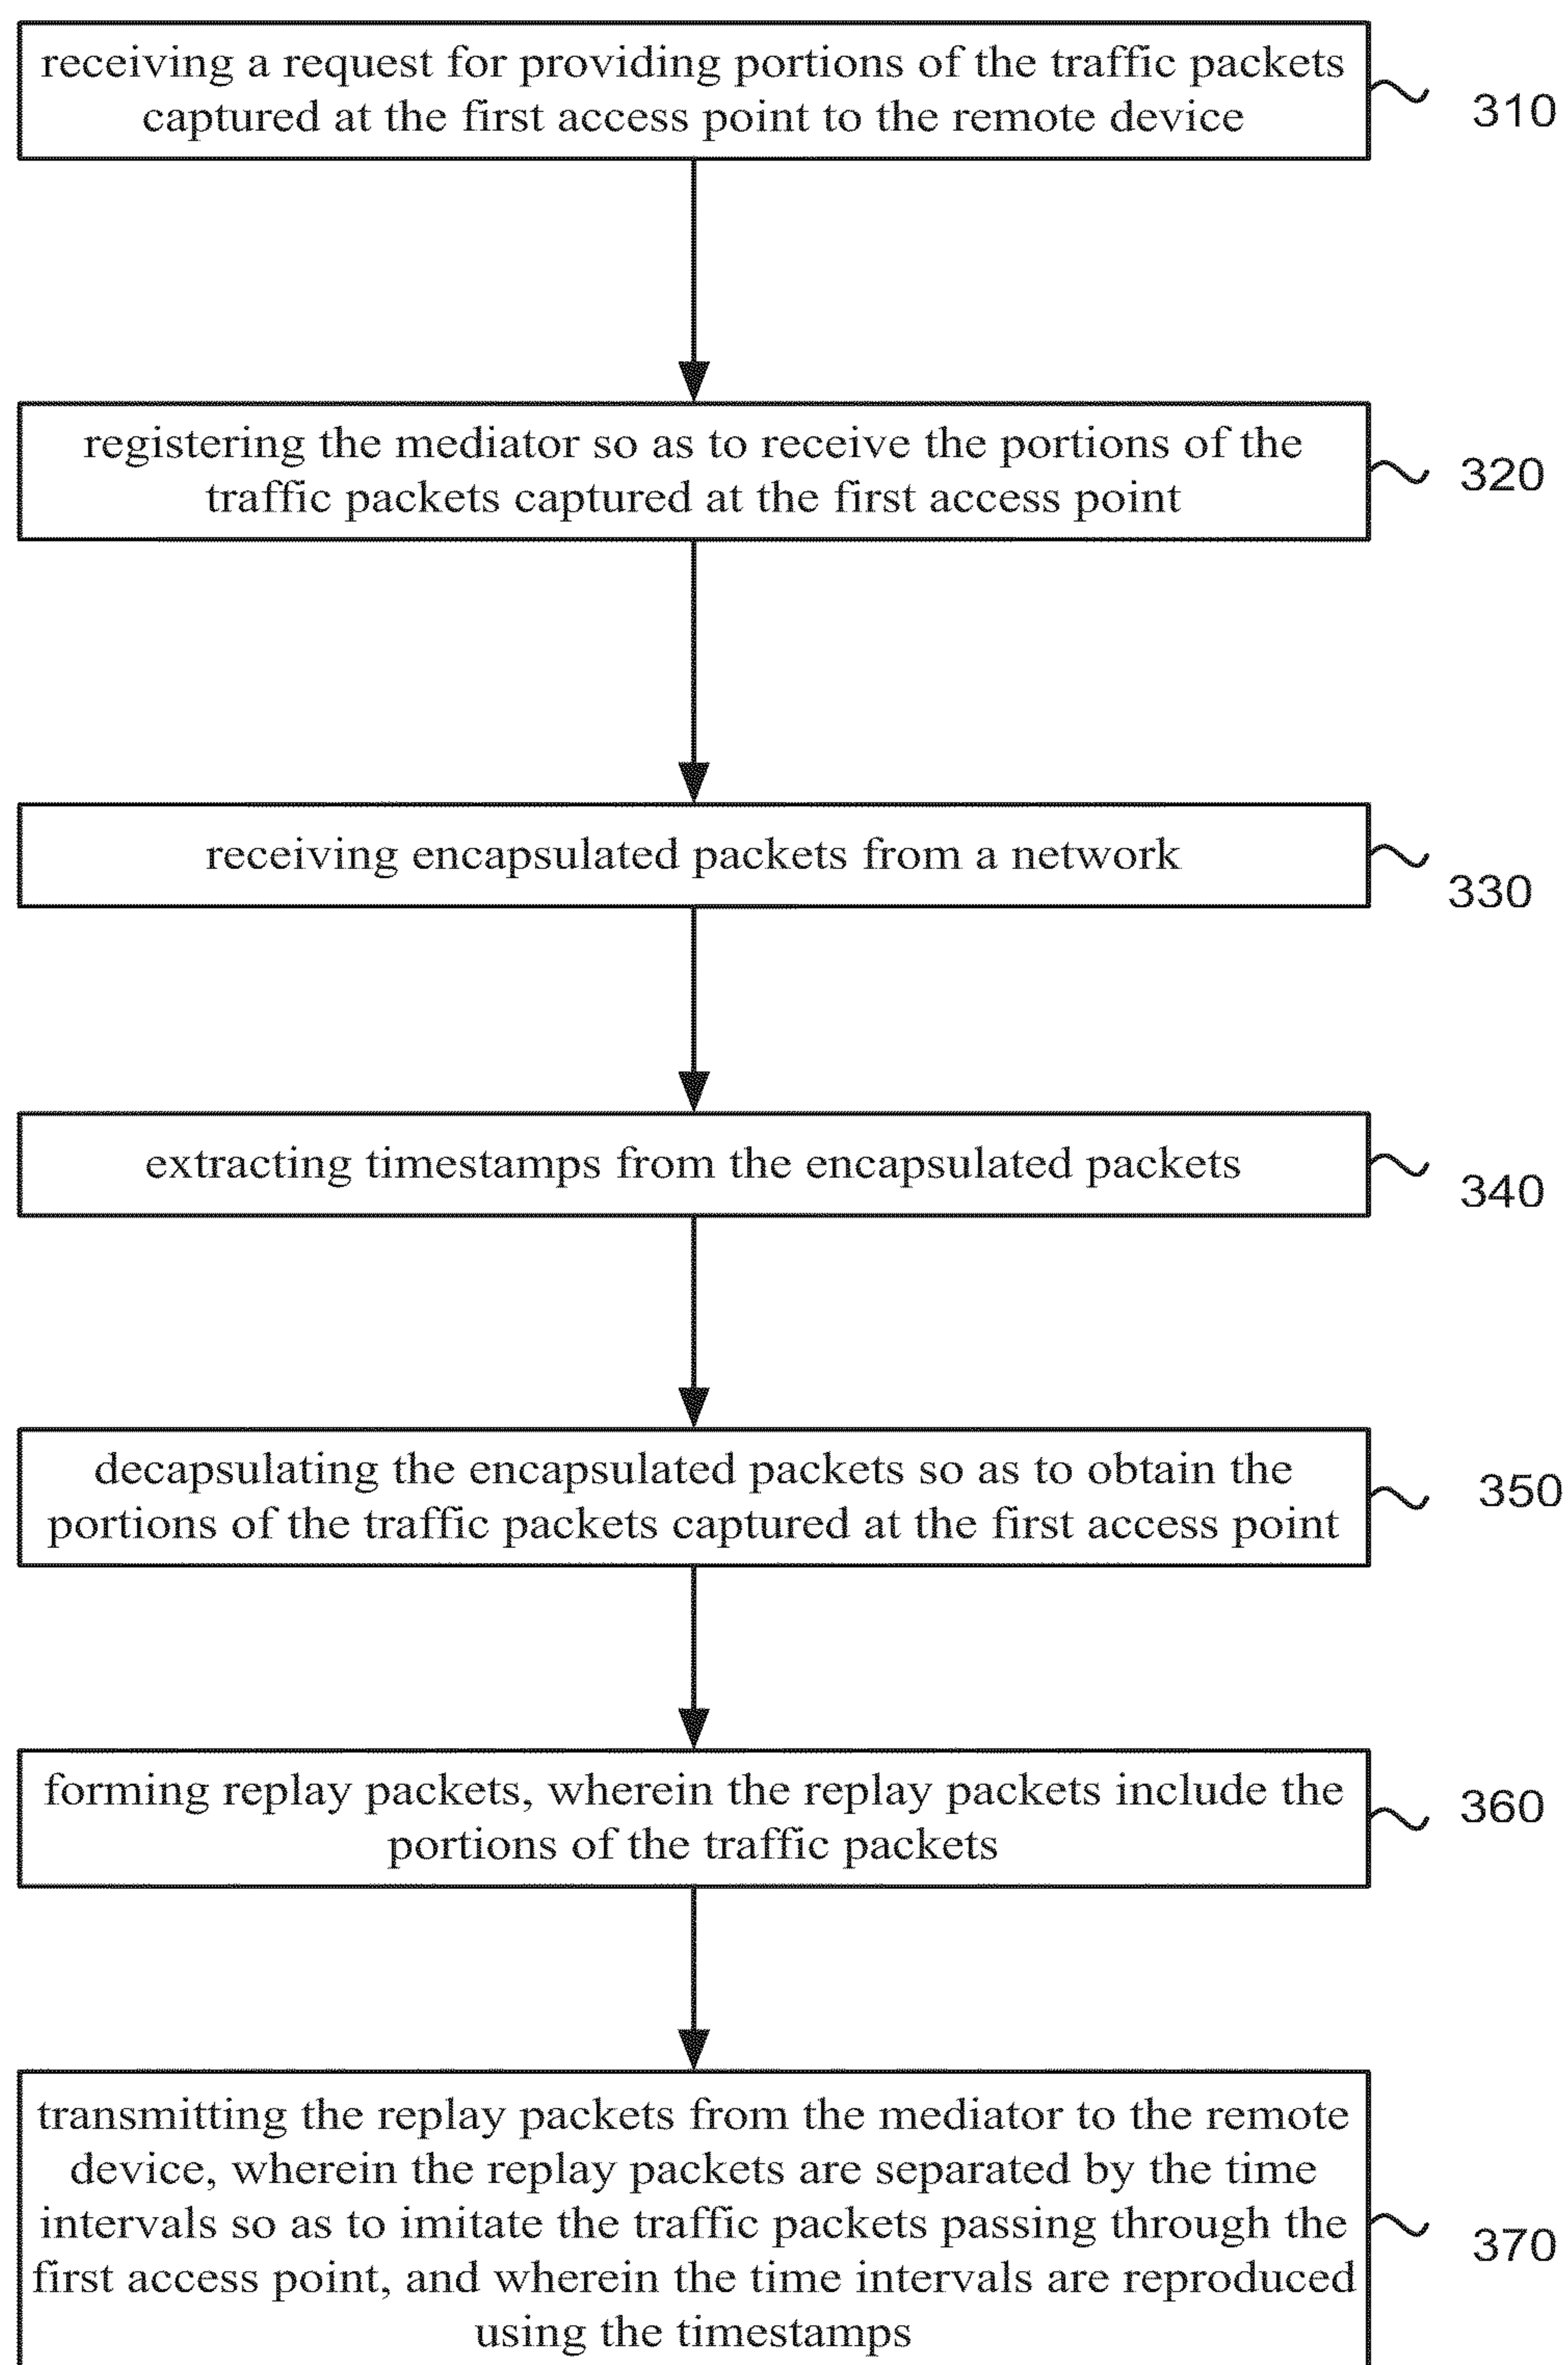 receiving a request for providing portions of the traffic packets
captured at the first access point to the remote device
310
registering the mediator so as to receive the portions of the
traffic packets captured at the first access point
320
receiving encapsulated packets from a network
330
extracting timestamps from the encapsulated packets
340
decapsulating the encapsulated packets so as to obtain the
portions of the traffic packets captured at the first access point
350
forming replay packets, wherein the replay packets include the
portions of the traffic packets
360
transmitting the replay packets from the mediator to the remote
device, wherein the replay packets are separated by the time
intervals so as to imitate the traffic packets passing through the
first access point, and wherein the time intervals are reproduced
using the timestamps
370